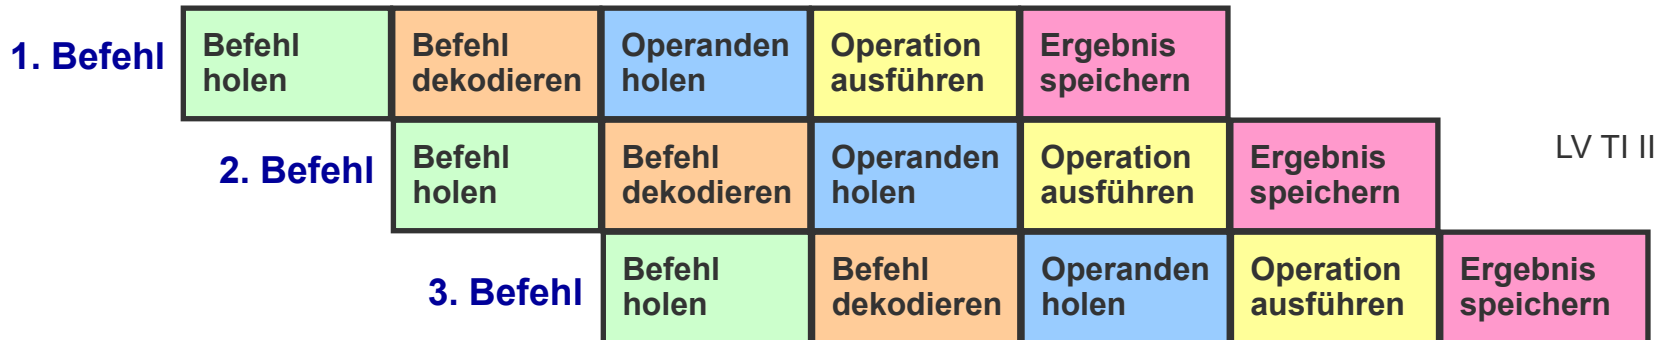 1. Befehl
Befehl
holen
Befehl
dekodieren
Operanden
holen
Operation
ausführen
Ergebnis
speichern
2. Befehl
Befehl
holen
Befehl
dekodieren
Operanden
holen
Operation
ausführen
Ergebnis
speichern
LV TI II
3. Befehl
Befehl
holen
Befehl
dekodieren
Operanden
holen
Operation
ausführen
Ergebnis
speichern